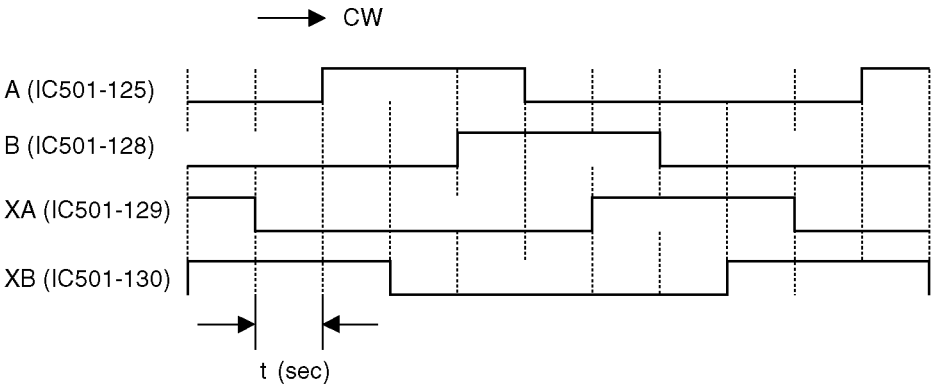 CW
A (IC501-125)
B (IC501-128)
XA (IC501-129)
XB (IC501-130)
t (sec)